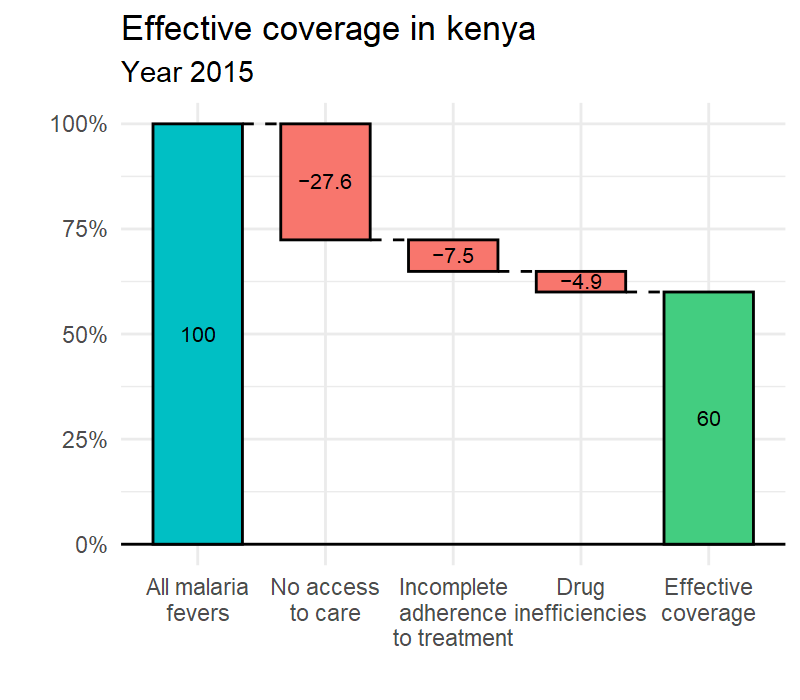 Effective coverage in kenya
Year 2015
100%
75%
50%
25%
0%
100
−27.6
−7.5
−4.9
60
All malaria
fevers
No access
to care
Incomplete
adherence
to treatment
Drug
inefficiencies
Effective
coverage